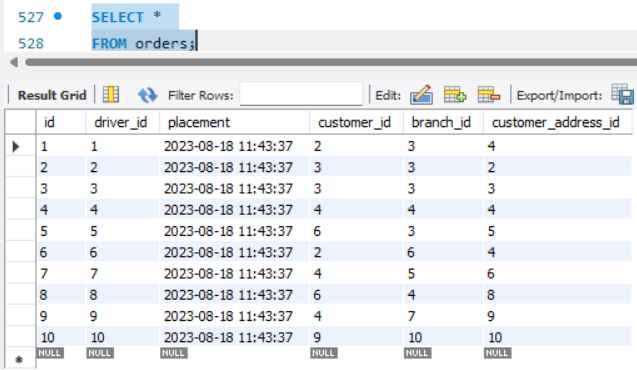 527 SELECT *
528 FROM orders;
Result Grid Filter Rows: Edit: Export/Import:
id driver_id placement customer_id branch_id customer_address_id
1 1 2023-08-18 11:43:37 2 3 4
2 2 2023-08-18 11:43:37 3 3 2
3 3 2023-08-18 11:43:37 3 3 3
4 4 2023-08-18 11:43:37 4 4 4
5 5 2023-08-18 11:43:37 6 3 5
6 6 2023-08-18 11:43:37 2 6 4
7 7 2023-08-18 11:43:37 4 5 6
8 8 2023-08-18 11:43:37 6 4 8
9 9 2023-08-18 11:43:37 4 7 9
10 10 2023-08-18 11:43:37 9 10 10
NULL NULL NULL NULL NULL NULL